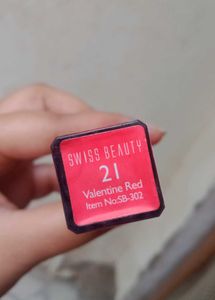 SWISS BEAUTY
21
Valentine Red
Item No:SB-302